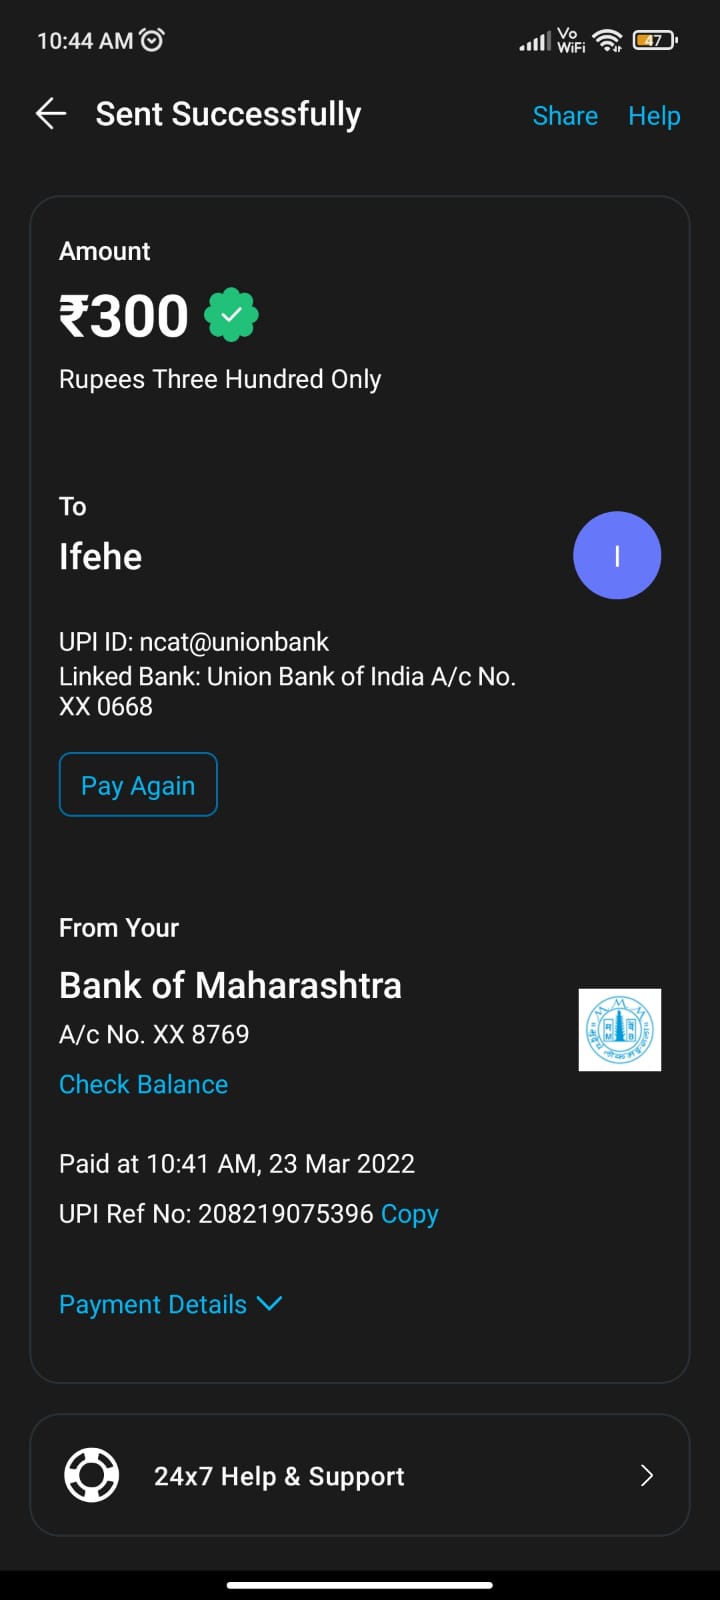 10:44 AM
Vo
WiFi
47
Sent Successfully
Share
Help
Amount
₹300
Rupees Three Hundred Only
To
Ifehe
I
UPI ID: ncat@unionbank
Linked Bank: Union Bank of India A/c No.
XX 0668
Pay Again
From Your
Bank of Maharashtra
A/c No. XX 8769
Check Balance
Paid at 10:41 AM, 23 Mar 2022
UPI Ref No: 208219075396 Copy
Payment Details
24x7 Help & Support